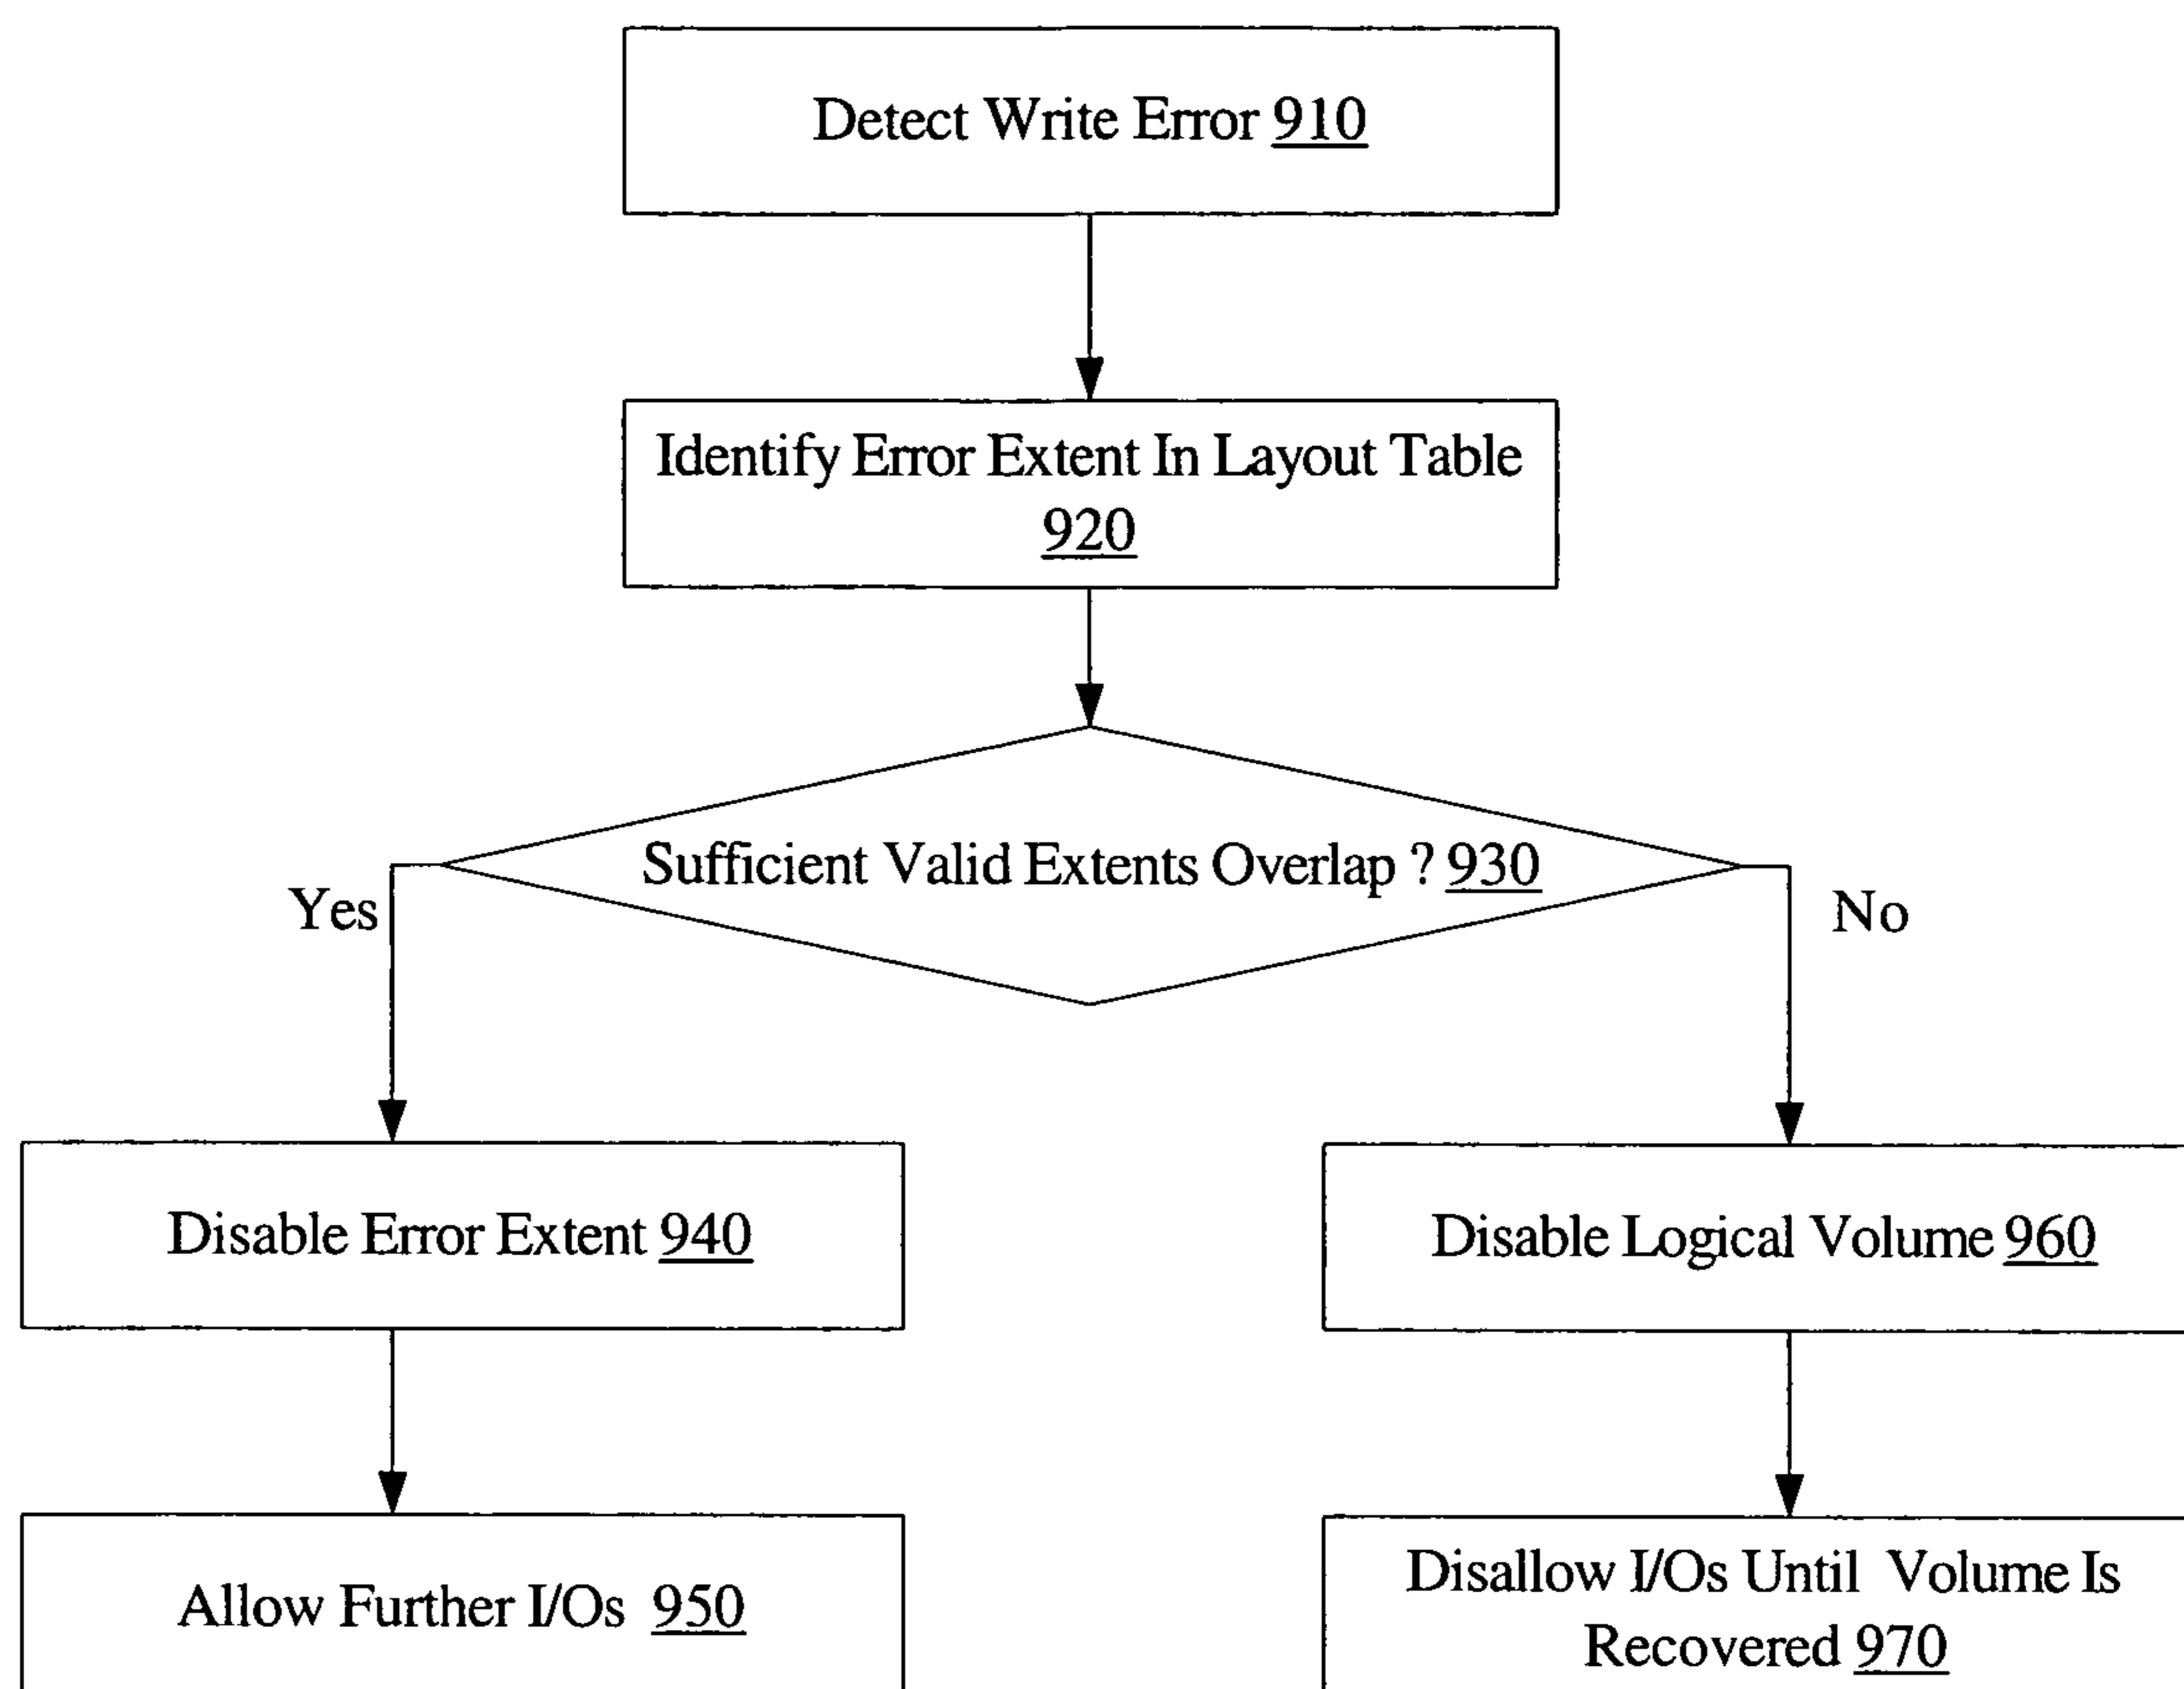 Detect Write Error 910
Identify Error Extent In Layout Table
920
Sufficient Valid Extents Overlap ? 930
Yes
No
Disable Error Extent 940
Disable Logical Volume 960
Allow Further I/Os 950
Disallow I/Os Until Volume Is
Recovered 970